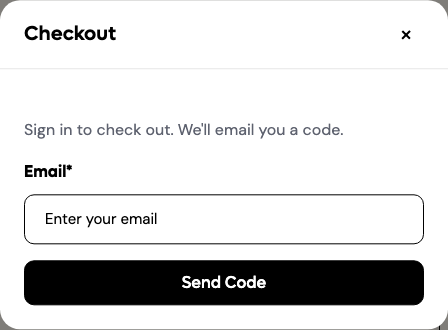 Checkout
×
Sign in to check out. We'll email you a code.
Email*
Enter your email
Send Code